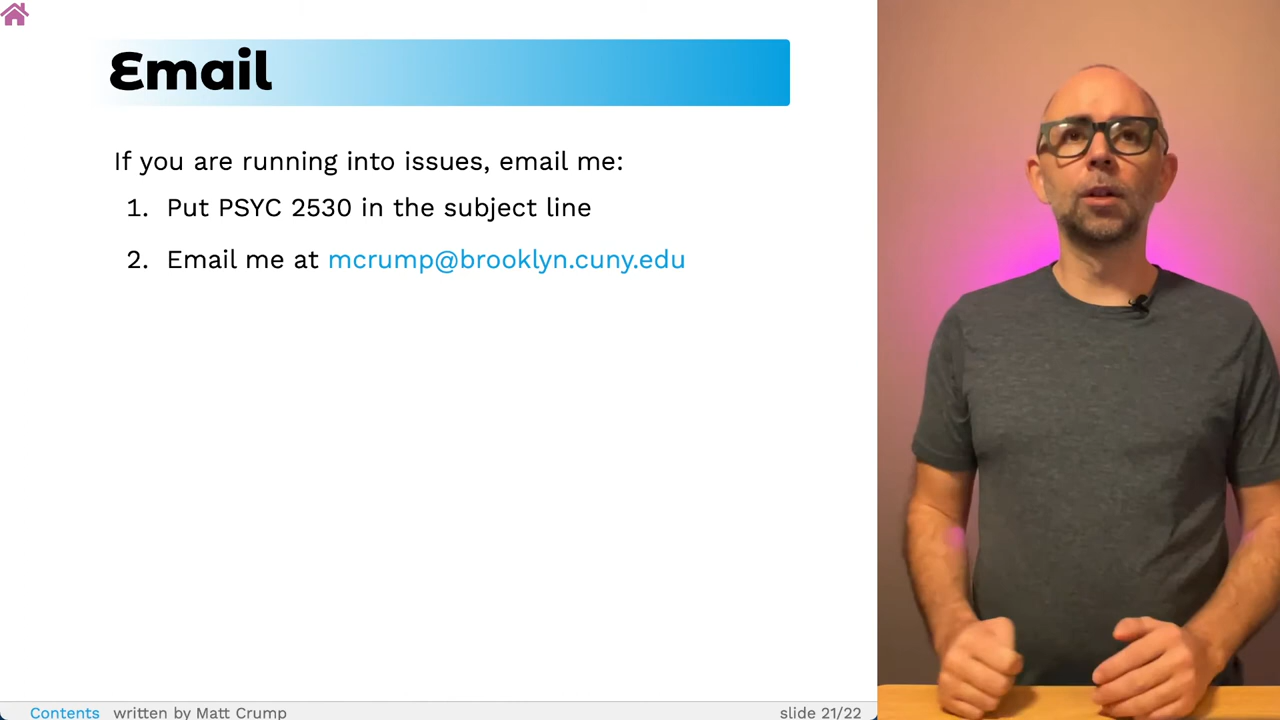 Email
If you are running into issues, email me:
1. Put PSYC 2530 in the subject line
2. Email me at mcrump@brooklyn.cuny.edu
Contents written by Matt Crump slide 21/22